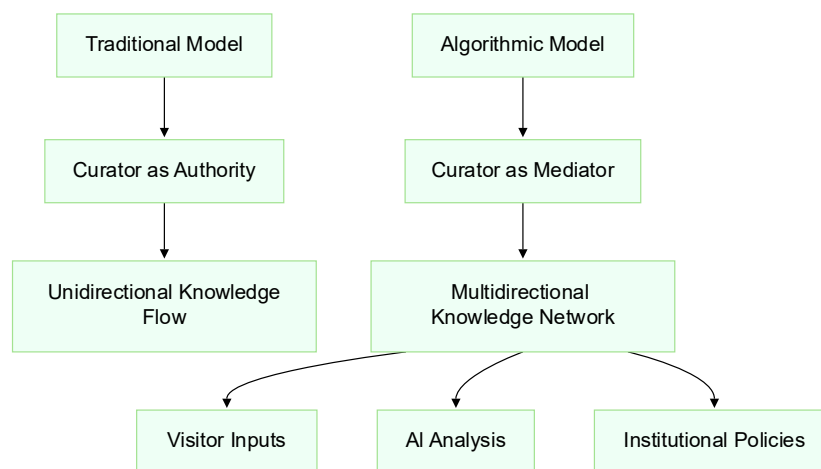 Traditional Model
Algorithmic Model
Curator as Authority
Curator as Mediator
Unidirectional Knowledge
Flow
Multidirectional
Knowledge Network
Visitor Inputs
AI Analysis
Institutional Policies